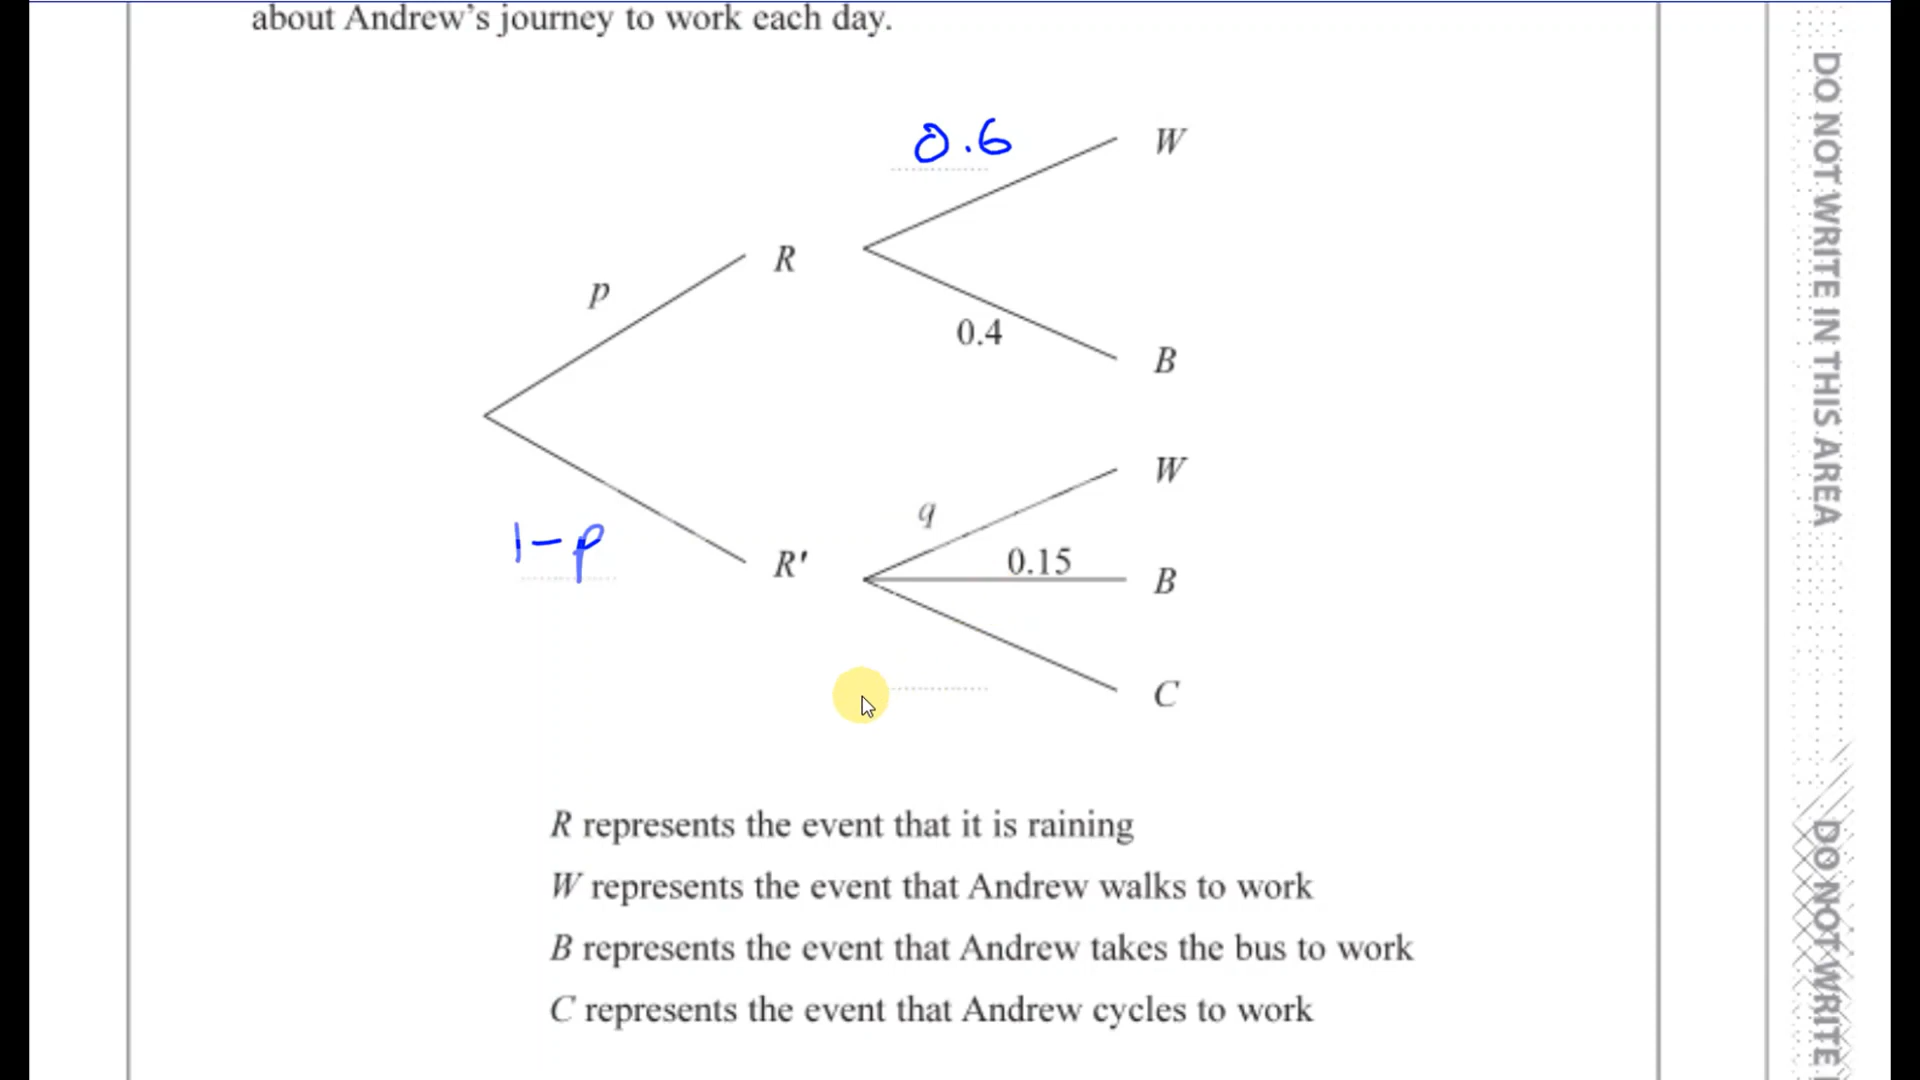 about Andrew's journey to work each day.
0.6
W
R
p
0.4
B
W
q
0.15
1-p
R'
B
C
R represents the event that it is raining
W represents the event that Andrew walks to work
B represents the event that Andrew takes the bus to work
C represents the event that Andrew cycles to work
DO NOT WRITE IN THIS AREA
DO NOT WRITE